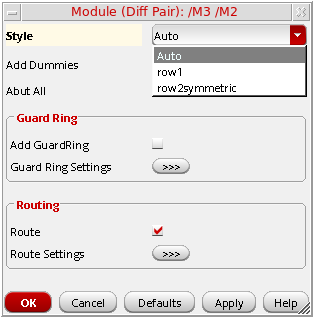 Module (Diff Pair): /M3 /M2
Style Auto
Auto
Add Dummies
row1
row2symmetric
Abut All
Guard Ring
Add GuardRing
Guard Ring Settings >>>
Routing
Route
Route Settings >>>
OK Cancel Defaults Apply Help